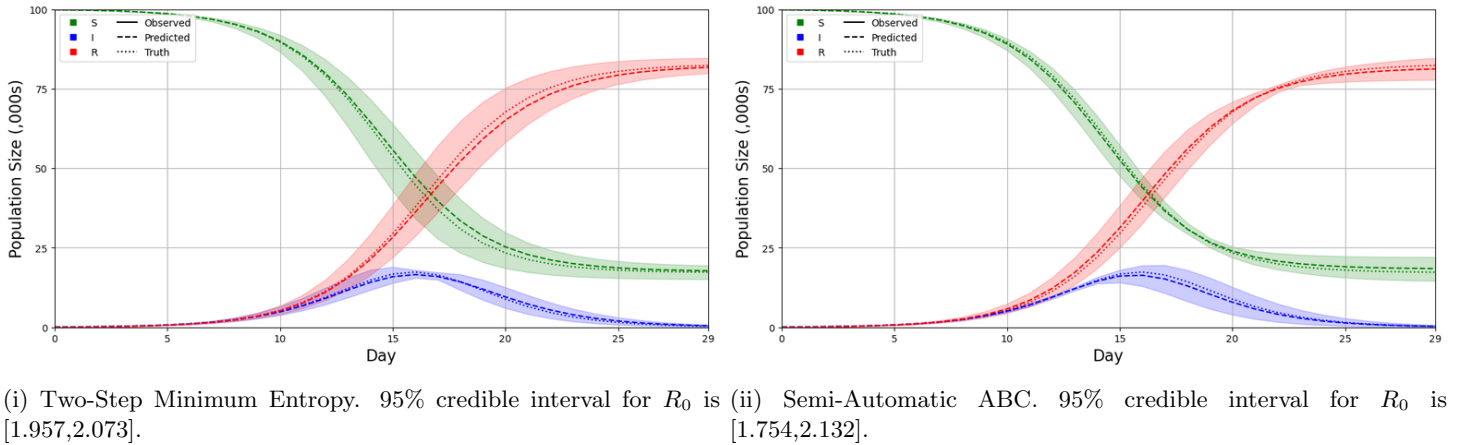 100
75
50
25
0
Population Size (,000s)
S
I
R
Observed
Predicted
Truth
0
5
10
15
20
25
29
Day
100
75
50
25
0
Population Size (,000s)
S
I
R
Observed
Predicted
Truth
0
5
10
15
20
25
29
Day
(i) Two-Step Minimum Entropy. 95% credible interval for R₀ is
[1.957,2.073].
(ii) Semi-Automatic ABC. 95% credible interval for R₀ is
[1.754,2.132].